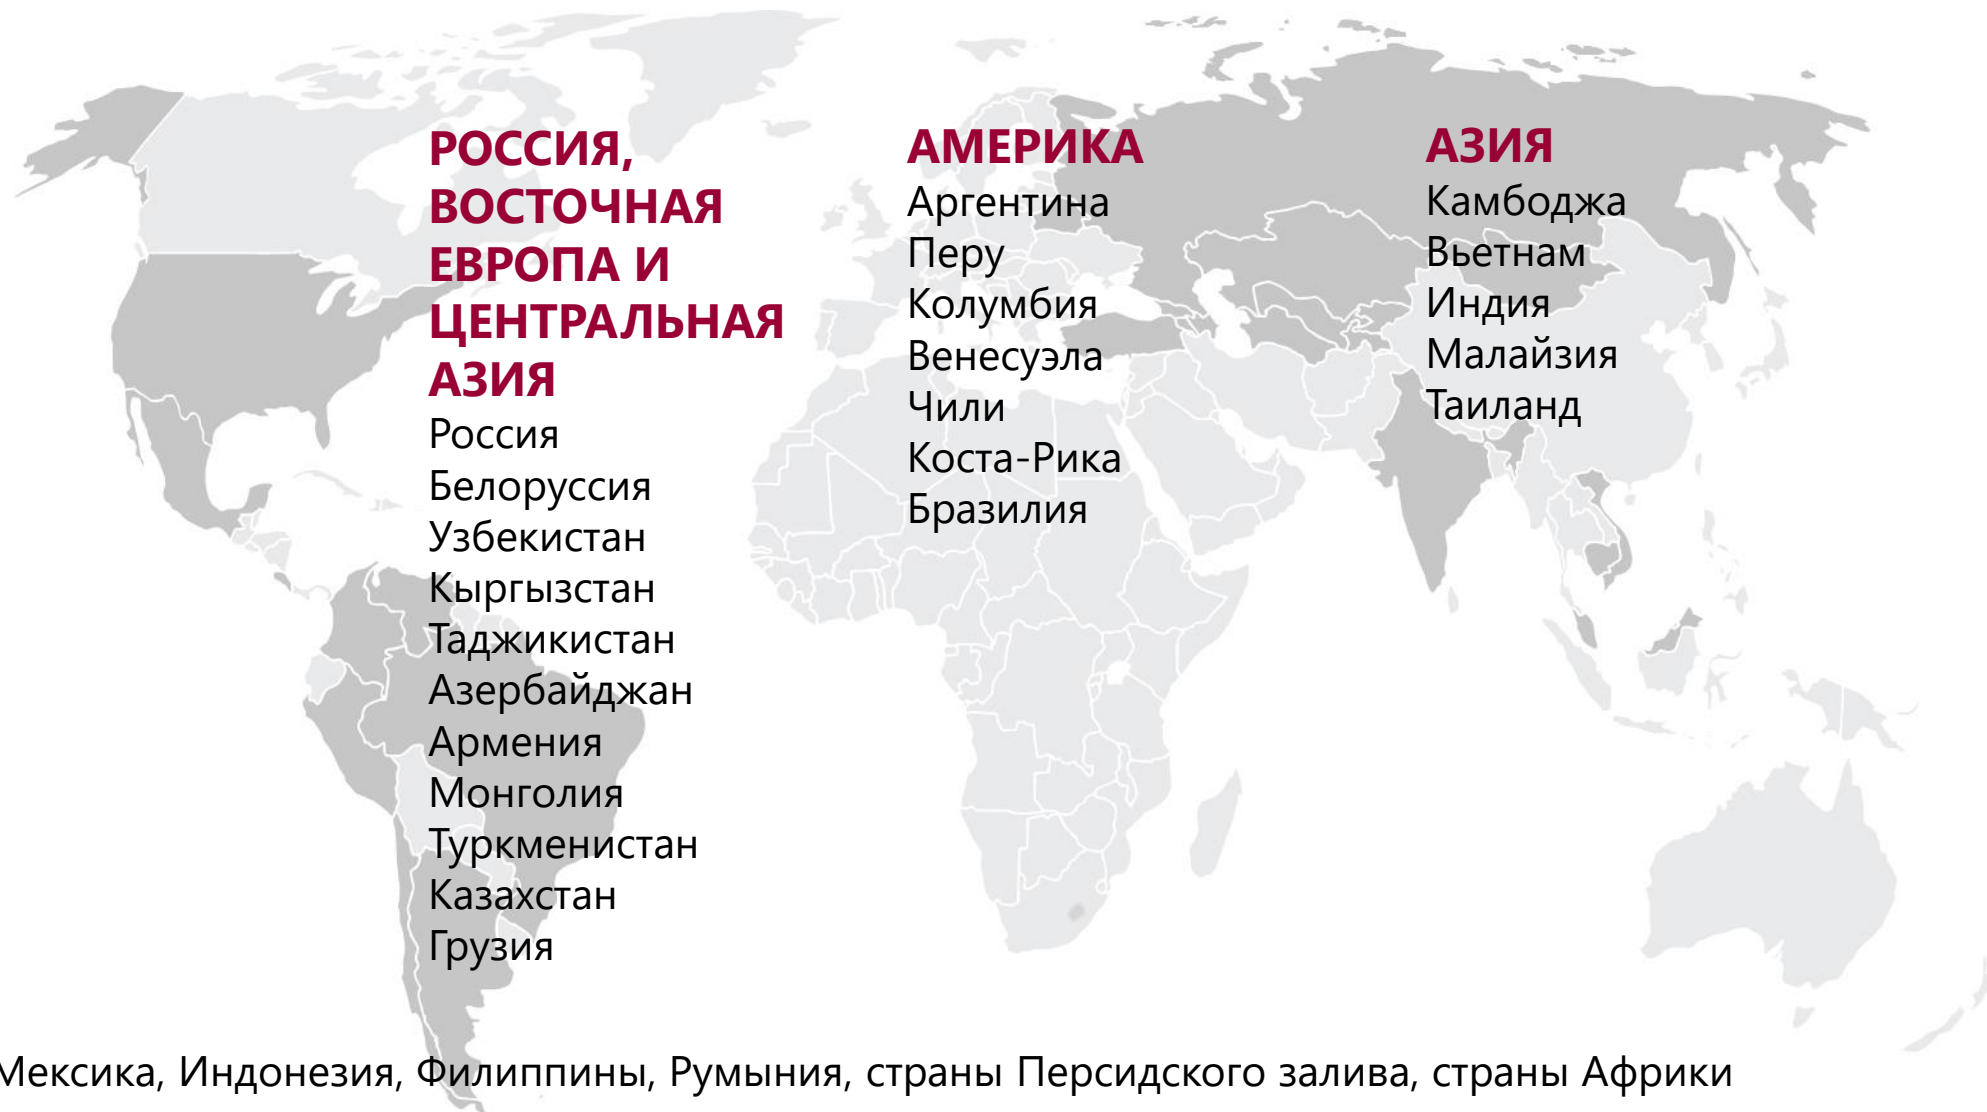 РОССИЯ,
ВОСТОЧНАЯ
ЕВРОПА И
ЦЕНТРАЛЬНАЯ
АЗИЯ
Россия
Белоруссия
Узбекистан
Кыргызстан
Таджикистан
Азербайджан
Армения
Монголия
Туркменистан
Казахстан
Грузия
АМЕРИКА
Аргентина
Перу
Колумбия
Венесуэла
Чили
Коста-Рика
Бразилия
АЗИЯ
Камбоджа
Вьетнам
Индия
Малайзия
Таиланд
Мексика, Индонезия, Филиппины, Румыния, страны Персидского залива, страны Африки